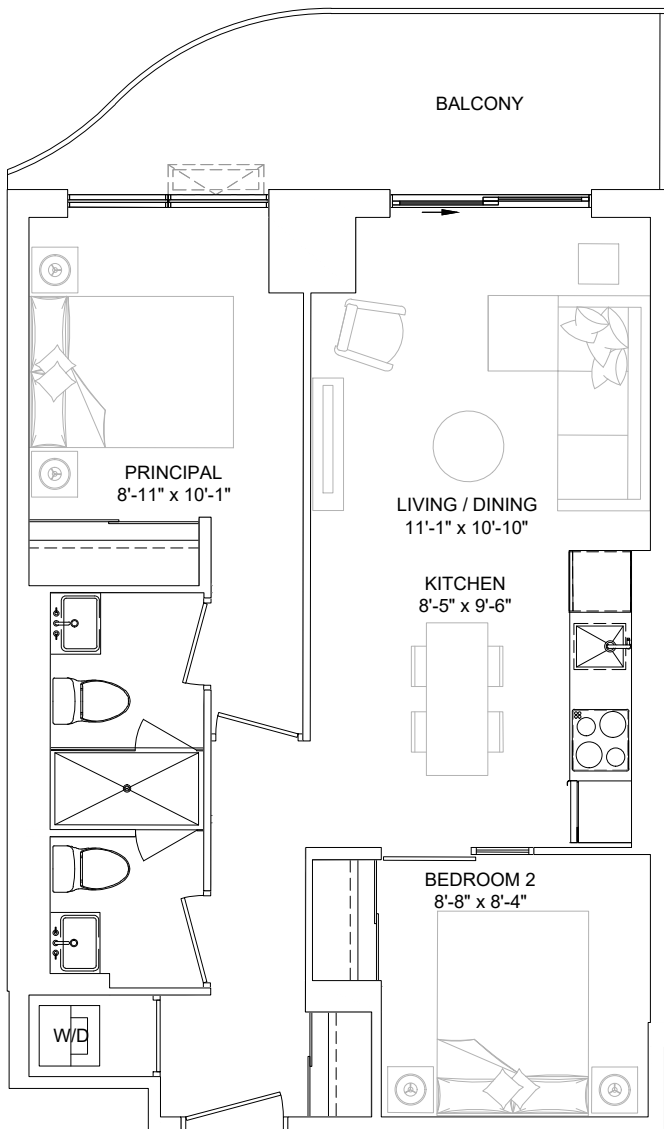 BALCONY
PRINCIPAL
8'-11" x 10'-1"
LIVING / DINING
11'-1" x 10'-10"
KITCHEN
8'-5" x 9'-6"
BEDROOM 2
8'-8" x 8'-4"
W/D